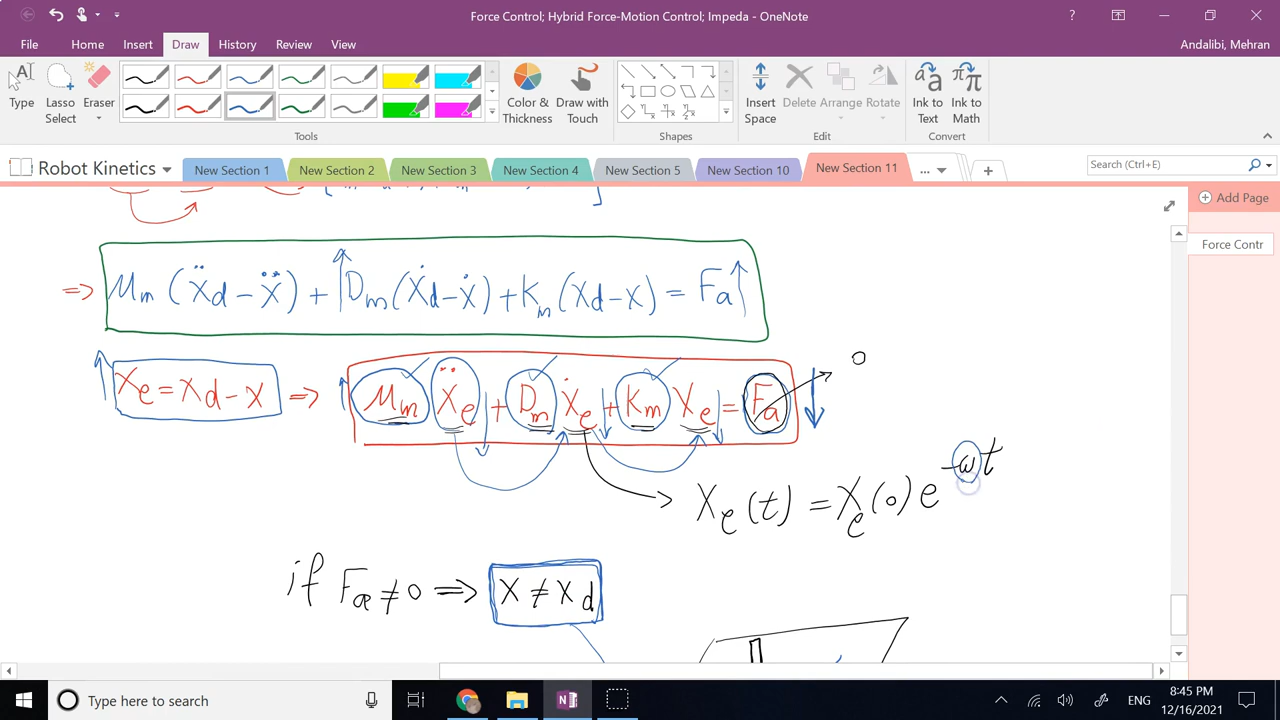 Force Control; Hybrid Force-Motion Control; Impeda - OneNote
?
File Home Insert Draw History Review View
Andalibi, Mehran
Type
Lasso Select
Eraser
Color & Thickness
Draw with Touch
Insert Space
Delete
Arrange
Rotate
Ink to Text
Ink to Math
Tools
Shapes
Edit
Convert
Robot Kinetics
New Section 1 New Section 2 New Section 3 New Section 4 New Section 5 New Section 10 New Section 11 ...
Search (Ctrl+E)
Add Page
Force Contr
=> Mm (Ẍd - Ẍ) + Dm (Ẋd - Ẋ) + Km (Xd - X) = Fa
Xe = Xd - X => Mm Ẍe + Dm Ẋe + Km Xe = Fa
0
Xe (t) = Xe (0) e^-ωt
if Fa ≠ 0 => X ≠ Xd
Type here to search
ENG
8:45 PM
12/16/2021